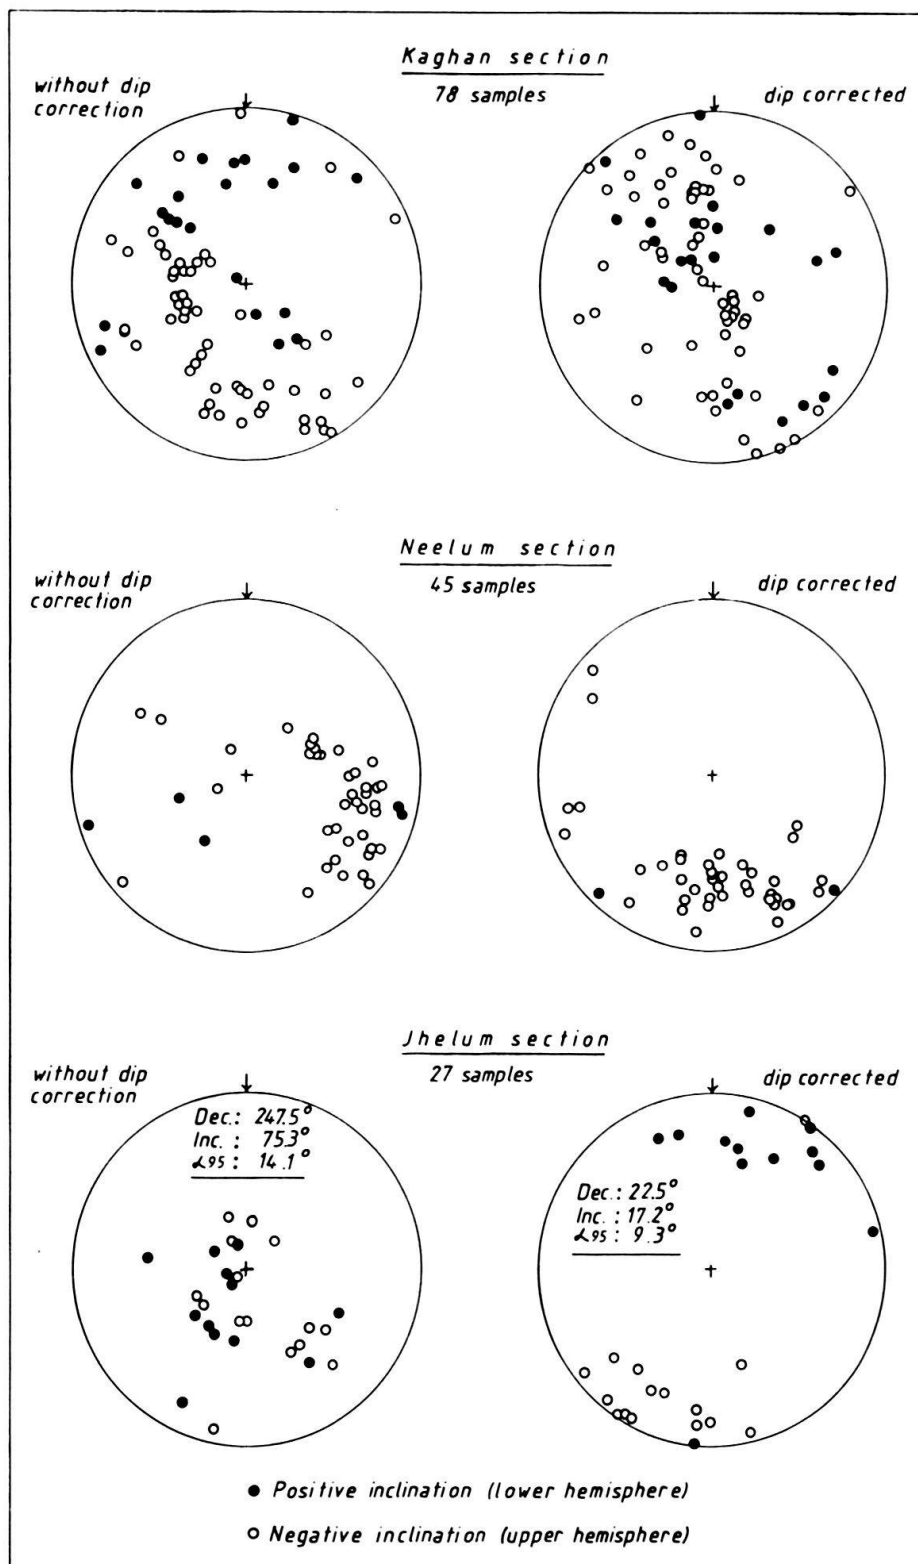 Kaghan section
without dip
correction
78 samples
dip corrected
Neelum section
without dip
correction
45 samples
dip corrected
Jhelum section
without dip
correction
27 samples
dip corrected
Dec.: 247.5°
Inc. : 75.3°
α95 : 14.1°
Dec. : 22.5°
Inc. : 17.2°
α95 : 9.3°
● Positive inclination (lower hemisphere)
○ Negative inclination (upper hemisphere)